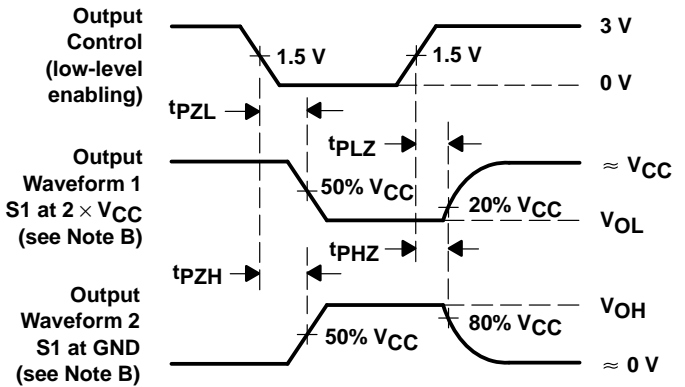 Output
Control
(low-level
enabling)
1.5 V
1.5 V
3 V
0 V
tPZL
tPLZ
Output
Waveform 1
S1 at 2 × VCC
(see Note B)
50% VCC
20% VCC
≈ VCC
VOL
tPZH
tPHZ
Output
Waveform 2
S1 at GND
(see Note B)
50% VCC
80% VCC
VOH
≈ 0 V